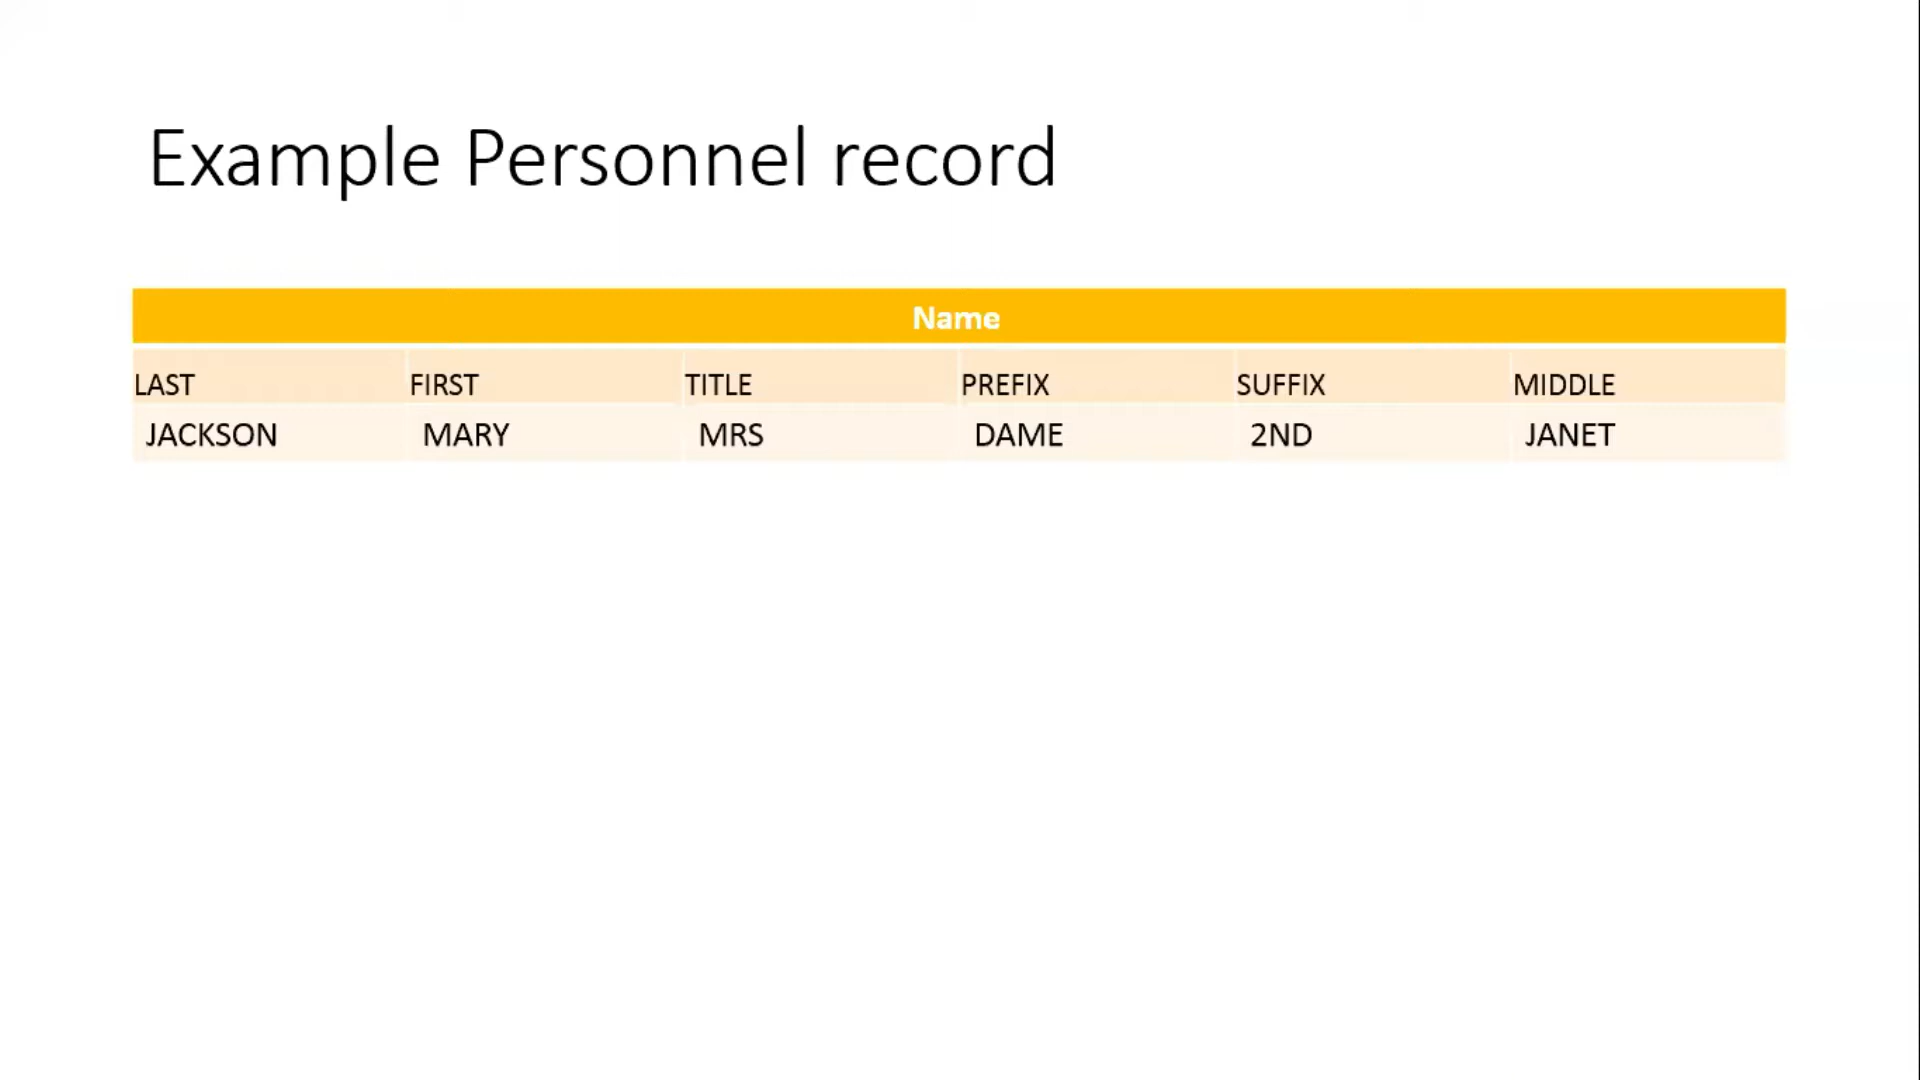 Example Personnel record
Name
LAST FIRST TITLE PREFIX SUFFIX MIDDLE
JACKSON MARY MRS DAME 2ND JANET